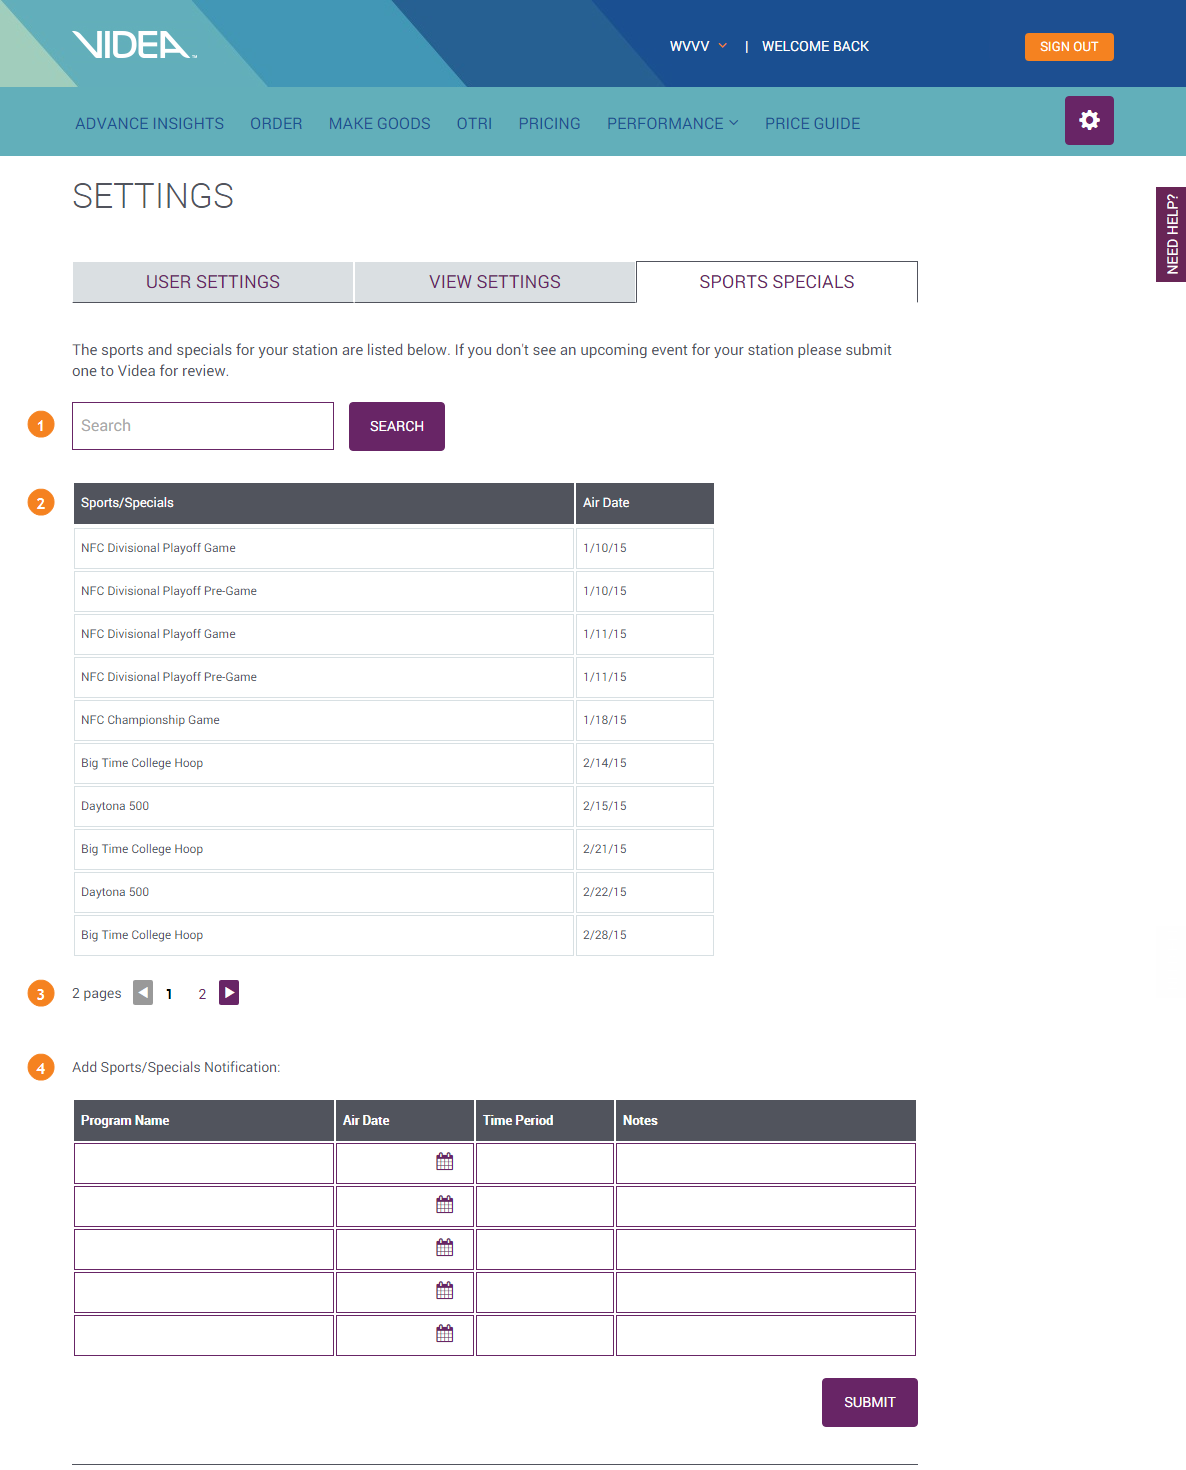 VIDEA™
WVVV | WELCOME BACK
SIGN OUT
ADVANCE INSIGHTS ORDER MAKE GOODS OTRI PRICING PERFORMANCE PRICE GUIDE
SETTINGS
NEED HELP?
USER SETTINGS VIEW SETTINGS SPORTS SPECIALS
The sports and specials for your station are listed below. If you don't see an upcoming event for your station please submit
one to Videa for review.
1 Search SEARCH
2 Sports/Specials Air Date
NFC Divisional Playoff Game 1/10/15
NFC Divisional Playoff Pre-Game 1/10/15
NFC Divisional Playoff Game 1/11/15
NFC Divisional Playoff Pre-Game 1/11/15
NFC Championship Game 1/18/15
Big Time College Hoop 2/14/15
Daytona 500 2/15/15
Big Time College Hoop 2/21/15
Daytona 500 2/22/15
Big Time College Hoop 2/28/15
3 2 pages 1 2
4 Add Sports/Specials Notification:
Program Name Air Date Time Period Notes
SUBMIT